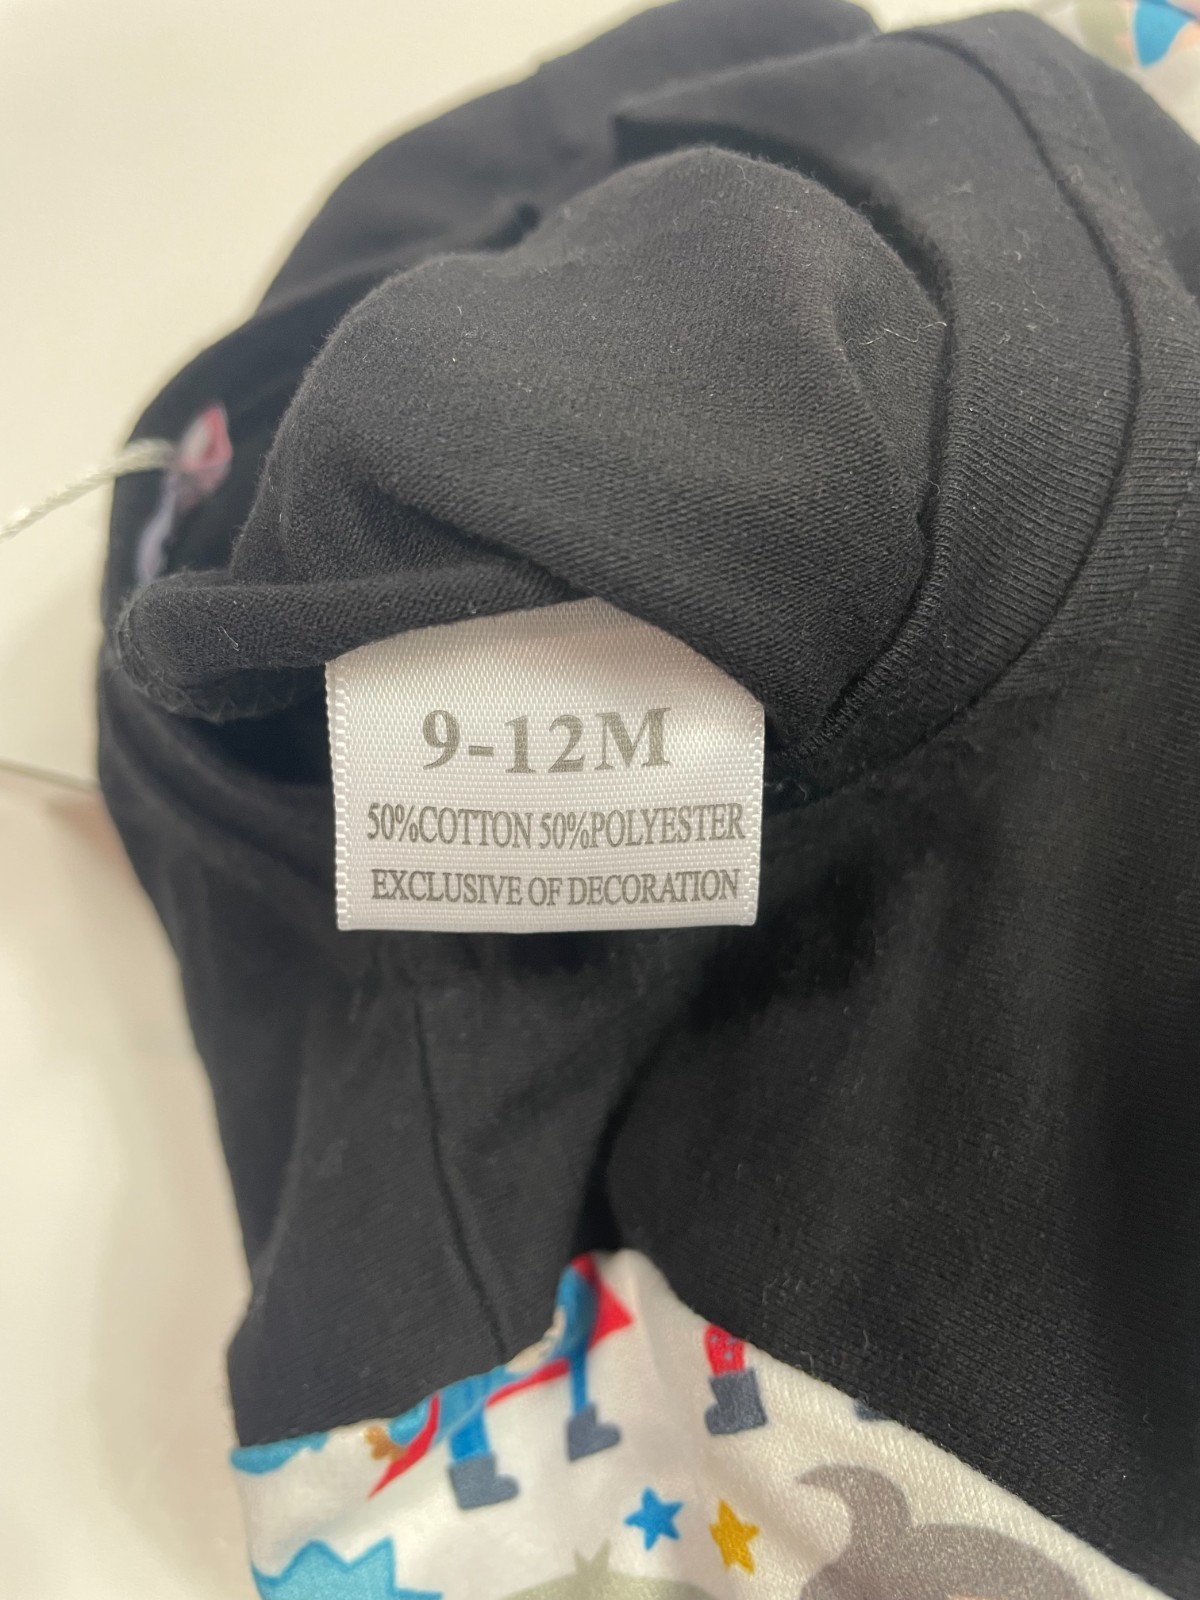 9-12M
50%COTTON 50%POLYESTER
EXCLUSIVE OF DECORATION